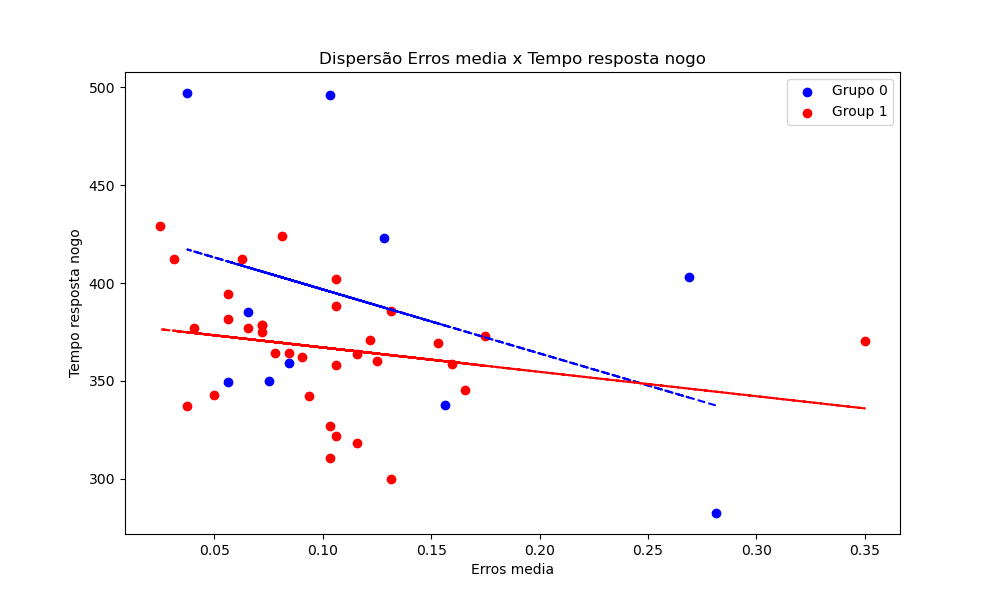 Dispersão Erros media x Tempo resposta nogo
Grupo 0
Group 1
Tempo resposta nogo
500
450
400
350
300
0.05 0.10 0.15 0.20 0.25 0.30 0.35
Erros media